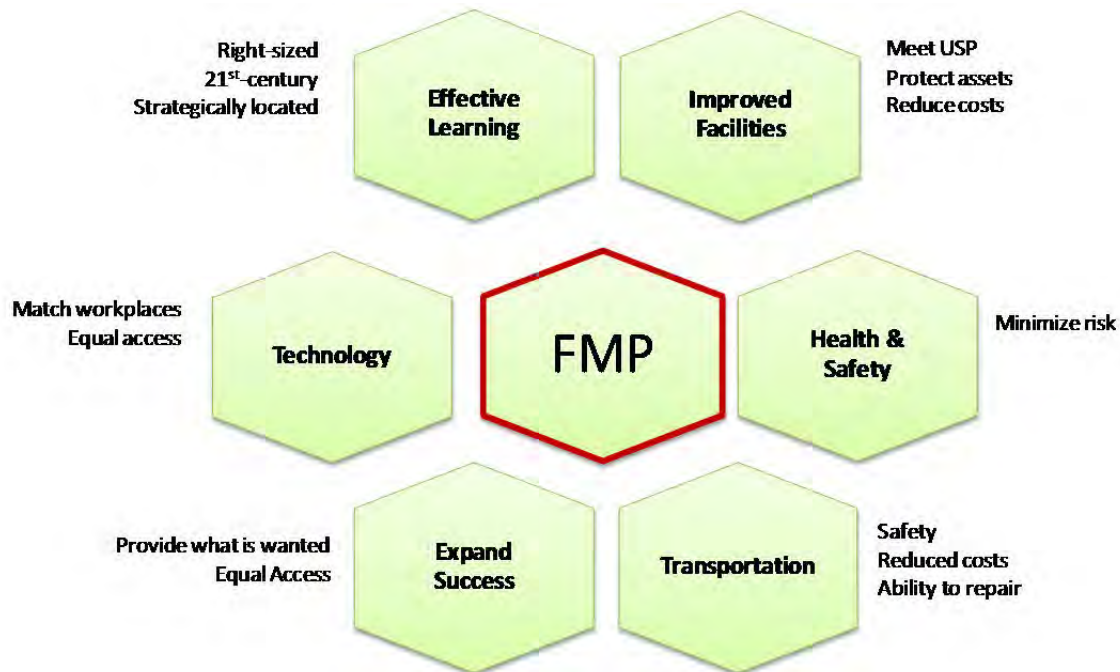 Right-sized
21st-century
Strategically located
Effective
Learning
Improved
Facilities
Meet USP
Protect assets
Reduce costs
Match workplaces
Equal access
Technology
FMP
Health &
Safety
Minimize risk
Provide what is wanted
Equal Access
Expand
Success
Transportation
Safety
Reduced costs
Ability to repair